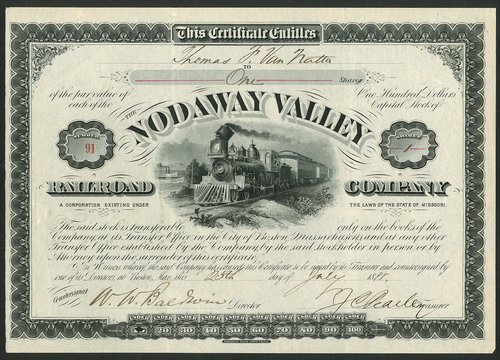 This Certificate Entitles
Thomas F. Van Natta
TO
One Shares
of the par value of One Hundred Dollars
each of the Capital Stock of
THE
NODAWAY VALLEY
91 1
RAILROAD COMPANY
A CORPORATION EXISTING UNDER THE LAWS OF THE STATE OF MISSOURI.
The said stock is transferable only on the books of the
Company, at its Transfer Office in the City of Boston, Massachusetts, and at any other
Transfer Office established by the Company, by the said Stockholder in person or by
Attorney, upon the surrender of this certificate.
In Witness whereof, the said Company has caused this Certificate to be signed by its Treasurer and countersigned by
one of its Directors, at Boston, this 25th day of July
Countersigned
W. W. Baldwin Director J C Peasley Treasurer.
10 20 30 40 50 60 70 80 90 100